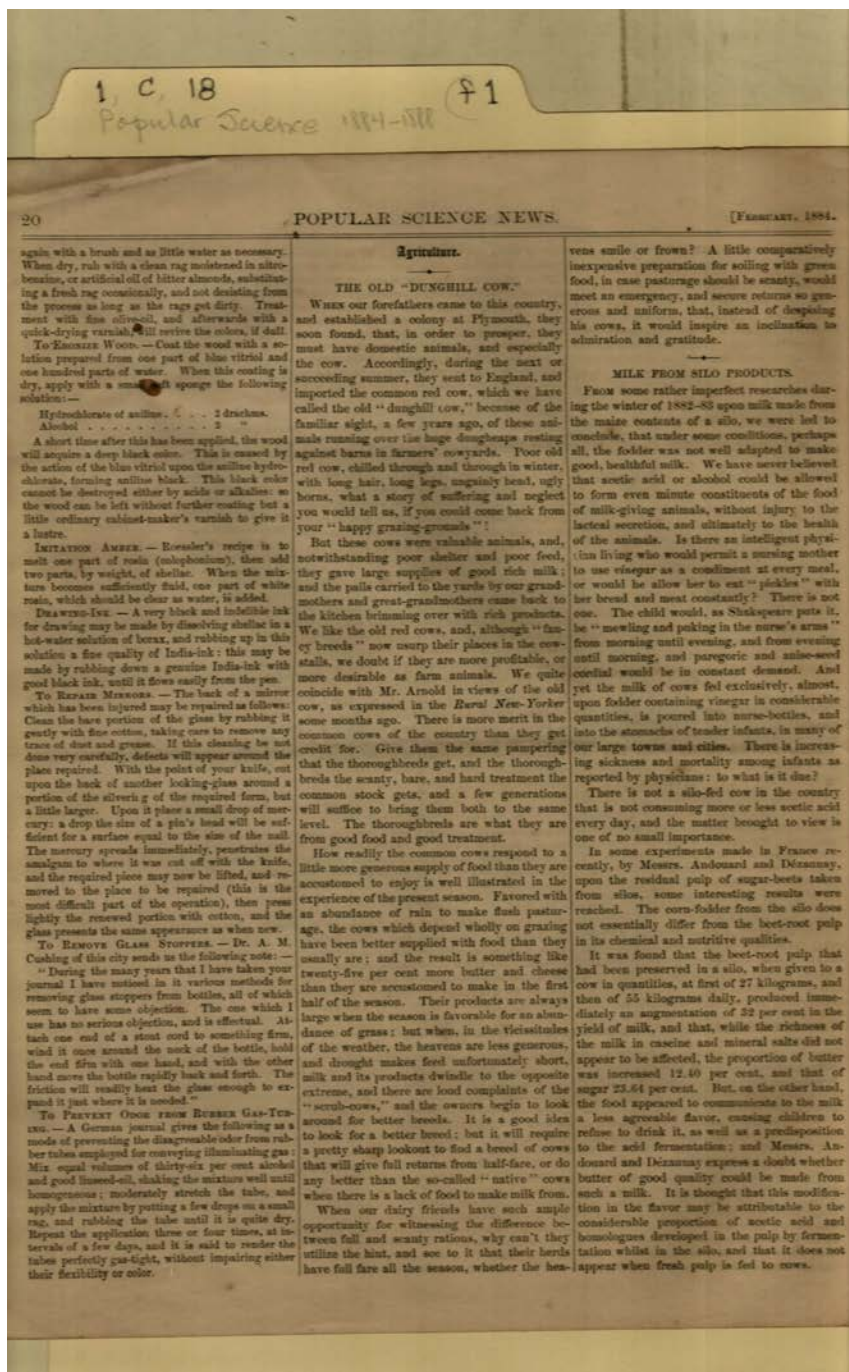 1, C, 18
f 1
Popular Science 1884-1888
20
POPULAR SCIENCE NEWS.
[FEBRUARY, 1884.
again with a brush and as little water as necessary.
When dry, rub with a clean rag moistened in nitro-
benzine, or artificial oil of bitter almonds, substitut-
ing a fresh rag occasionally, and not desisting from
the process as long as the rags get dirty. Treat-
ment with fine olive-oil, and afterwards with a
quick-drying varnish, will revive the colors, if dull.
TO EBONIZE WOOD. — Coat the wood with a so-
lution prepared from one part of blue vitriol and
one hundred parts of water. When this coating is
dry, apply with a sponge the following
solution: —
Hydrochlorate of aniline . . . 2 drachms.
Alcohol . . . . . . . . . 2 "
A short time after this has been applied, the wood
will acquire a deep black color. This is caused by
the action of the blue vitriol upon the aniline hydro-
chlorate, forming aniline black. This black color
cannot be destroyed either by acids or alkalies: so
the wood can be left without further coating but a
little ordinary cabinet-maker's varnish to give it
a lustre.
IMITATION AMBER. — Roessler's recipe is to
melt one part of rosin (colophonium), then add
two parts, by weight, of shellac. When the mix-
ture becomes sufficiently fluid, one part of white
rosin, which should be clear as water, is added.
DRAWING-INK. — A very black and indelible ink
for drawing may be made by dissolving shellac in a
hot-water solution of borax, and rubbing up in this
solution a fine quality of India-ink: this may be
made by rubbing down a genuine India-ink with
good black ink, until it flows easily from the pen.
TO REPAIR MIRRORS. — The back of a mirror
which has been injured may be repaired as follows:
Clean the bare portion of the glass by rubbing it
gently with fine cotton, taking care to remove any
trace of dust and grease. If this cleaning be not
done very carefully, defects will appear around the
place repaired. With the point of your knife, cut
upon the back of another looking-glass around a
portion of the silvering of the required form, but
a little larger. Upon it place a small drop of mer-
cury: a drop the size of a pin's head will be suf-
ficient for a surface equal to the size of the nail.
The mercury spreads immediately, penetrates the
amalgam to where it was cut off with the knife,
and the required piece may now be lifted, and re-
moved to the place to be repaired (this is the
most difficult part of the operation), then press
lightly the renewed portion with cotton, and the
glass presents the same appearance as when new.
TO REMOVE GLASS STOPPERS. — Dr. A. M.
Cushing of this city sends us the following note: —
"During the many years that I have taken your
journal I have noticed in it various methods for
removing glass stoppers from bottles, all of which
seem to have some objection. The one which I
use has no serious objection, and is effectual. At-
tach one end of a stout cord to something firm,
wind it once around the neck of the bottle, hold
the end firm with one hand, and with the other
hand move the bottle rapidly back and forth. The
friction will readily heat the glass enough to ex-
pand it just where it is needed."
TO PREVENT ODOR FROM RUBBER GAS-TUB-
ING. — A German journal gives the following as a
mode of preventing the disagreeable odor from rub-
ber tubes employed for conveying illuminating gas:
Mix equal volumes of thirty-six per cent alcohol
and good linseed-oil, shaking the mixture well until
homogeneous; moderately stretch the tube, and
apply the mixture by putting a few drops on a small
rag, and rubbing the tube until it is quite dry.
Repeat the application three or four times, at in-
tervals of a few days, and it is said to render the
tubes perfectly gas-tight, without impairing either
their flexibility or color.
Agriculture.
THE OLD "DUNGHILL COW."
WHEN our forefathers came to this country,
and established a colony at Plymouth, they
soon found, that, in order to prosper, they
must have domestic animals, and especially
the cow. Accordingly, during the next or
succeeding summer, they sent to England, and
imported the common red cow, which we have
called the old "dunghill cow," because of the
familiar sight, a few years ago, of these ani-
mals running over the huge dungheaps resting
against barns in farmers' cowyards. Poor old
red cow, chilled through and through in winter,
with long hair, long legs, ungainly head, ugly
horns, what a story of suffering and neglect
you would tell us, if you could come back from
your "happy grazing-grounds"!
But these cows were valuable animals, and,
notwithstanding poor shelter and poor feed,
they gave large supplies of good rich milk;
and the pails carried to the yards by our grand-
mothers and great-grandmothers came back to
the kitchen brimming over with rich products.
We like the old red cows, and, although "fan-
cy breeds" now usurp their places in the cow-
stalls, we doubt if they are more profitable, or
more desirable as farm animals. We quite
coincide with Mr. Arnold in views of the old
cow, as expressed in the Rural New-Yorker
some months ago. There is more merit in the
common cows of the country than they get
credit for. Give them the same pampering
that the thoroughbreds get, and the thorough-
breds the scanty, bare, and hard treatment the
common stock gets, and a few generations
will suffice to bring them both to the same
level. The thoroughbreds are what they are
from good food and good treatment.
How readily the common cows respond to a
little more generous supply of food than they are
accustomed to enjoy is well illustrated in the
experience of the present season. Favored with
an abundance of rain to make flush pastur-
age, the cows which depend wholly on grazing
have been better supplied with food than they
usually are; and the result is something like
twenty-five per cent more butter and cheese
than they are accustomed to make in the first
half of the season. Their products are always
large when the season is favorable for an abun-
dance of grass; but when, in the vicissitudes
of the weather, the heavens are less generous,
and drought makes feed unfortunately short,
milk and its products dwindle to the opposite
extreme, and there are loud complaints of the
"scrub-cows," and the owners begin to look
around for better breeds. It is a good idea
to look for a better breed; but it will require
a pretty sharp lookout to find a breed of cows
that will give full returns from half-fare, or do
any better than the so-called "native" cows
when there is a lack of food to make milk from.
When our dairy friends have such ample
opportunity for witnessing the difference be-
tween full and scanty rations, why can't they
utilize the hint, and see to it that their herds
have full fare all the season, whether the hea-
vens smile or frown? A little comparatively
inexpensive preparation for soiling with green
food, in case pasturage should be scanty, would
meet an emergency, and secure returns so gen-
erous and uniform, that, instead of despising
his cows, it would inspire an inclination to
admiration and gratitude.
MILK FROM SILO PRODUCTS.
FROM some rather imperfect researches dur-
ing the winter of 1882-83 upon milk made from
the maize contents of a silo, we were led to
conclude, that under some conditions, perhaps
all, the fodder was not well adapted to make
good, healthful milk. We have never believed
that acetic acid or alcohol could be allowed
to form even minute constituents of the food
of milk-giving animals, without injury to the
lacteal secretion, and ultimately to the health
of the animals. Is there an intelligent physi-
cian living who would permit a nursing mother
to use vinegar as a condiment at every meal,
or would he allow her to eat "pickles" with
her bread and meat constantly? There is not
one. The child would, as Shakspeare puts it,
be "mewling and puking in the nurse's arms"
from morning until evening, and from evening
until morning, and paregoric and anise-seed
cordial would be in constant demand. And
yet the milk of cows fed exclusively, almost,
upon fodder containing vinegar in considerable
quantities, is poured into nurse-bottles, and
into the stomachs of tender infants, in many of
our large towns and cities. There is increas-
ing sickness and mortality among infants as
reported by physicians: to what is it due?
There is not a silo-fed cow in the country
that is not consuming more or less acetic acid
every day, and the matter brought to view is
one of no small importance.
In some experiments made in France re-
cently, by Messrs. Andouard and Dézaunay,
upon the residual pulp of sugar-beets taken
from silos, some interesting results were
reached. The corn-fodder from the silo does
not essentially differ from the beet-root pulp
in its chemical and nutritive qualities.
It was found that the beet-root pulp that
had been preserved in a silo, when given to a
cow in quantities, at first of 27 kilograms, and
then of 55 kilograms daily, produced imme-
diately an augmentation of 32 per cent in the
yield of milk, and that, while the richness of
the milk in caseine and mineral salts did not
appear to be affected, the proportion of butter
was increased 12.40 per cent, and that of
sugar 23.64 per cent. But, on the other hand,
the food appeared to communicate to the milk
a less agreeable flavor, causing children to
refuse to drink it, as well as a predisposition
to the acid fermentation; and Messrs. An-
douard and Dézaunay express a doubt whether
butter of good quality could be made from
such a milk. It is thought that this modifica-
tion in the flavor may be attributable to the
considerable proportion of acetic acid and
homologues developed in the pulp by fermen-
tation whilst in the silo, and that it does not
appear when fresh pulp is fed to cows.